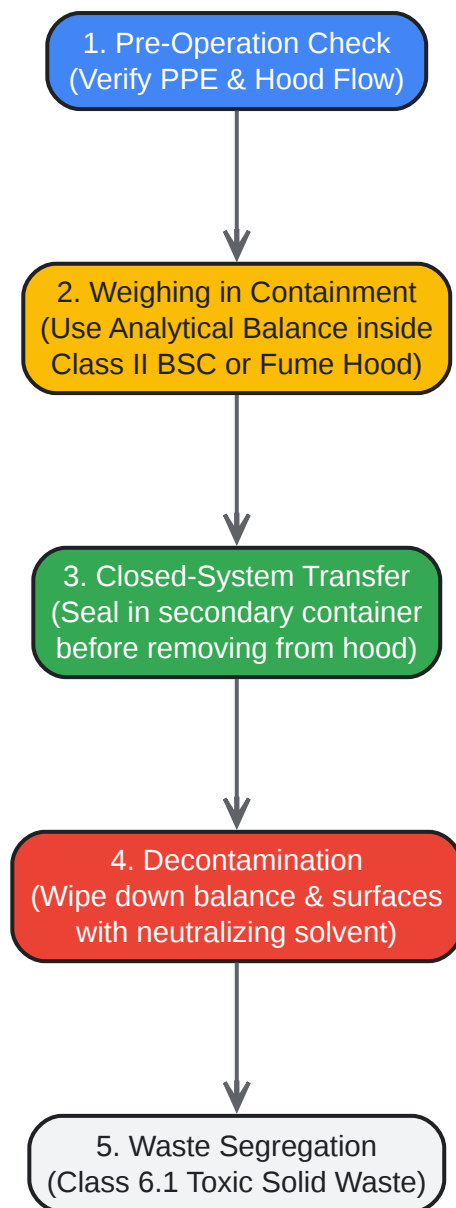 1. Pre-Operation Check
(Verify PPE & Hood Flow)
2. Weighing in Containment
(Use Analytical Balance inside
Class II BSC or Fume Hood)
3. Closed-System Transfer
(Seal in secondary container
before removing from hood)
4. Decontamination
(Wipe down balance & surfaces
with neutralizing solvent)
5. Waste Segregation
(Class 6.1 Toxic Solid Waste)